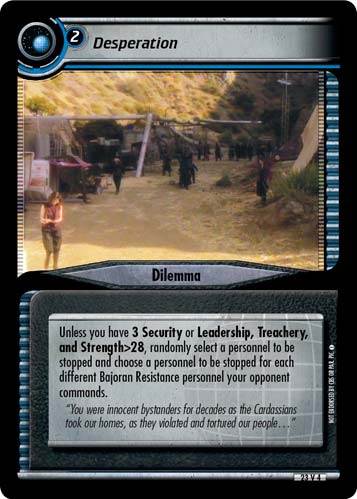 2 Desperation
Dilemma
Unless you have 3 Security or Leadership, Treachery,
and Strength>28, randomly select a personnel to be
stopped and choose a personnel to be stopped for each
different Bajoran Resistance personnel your opponent
commands.
"You were innocent bystanders for decades as the Cardassians
took our homes, as they violated and tortured our people…"
NOT ENDORSED BY CBS OR PAR. PIC.
23 V 4